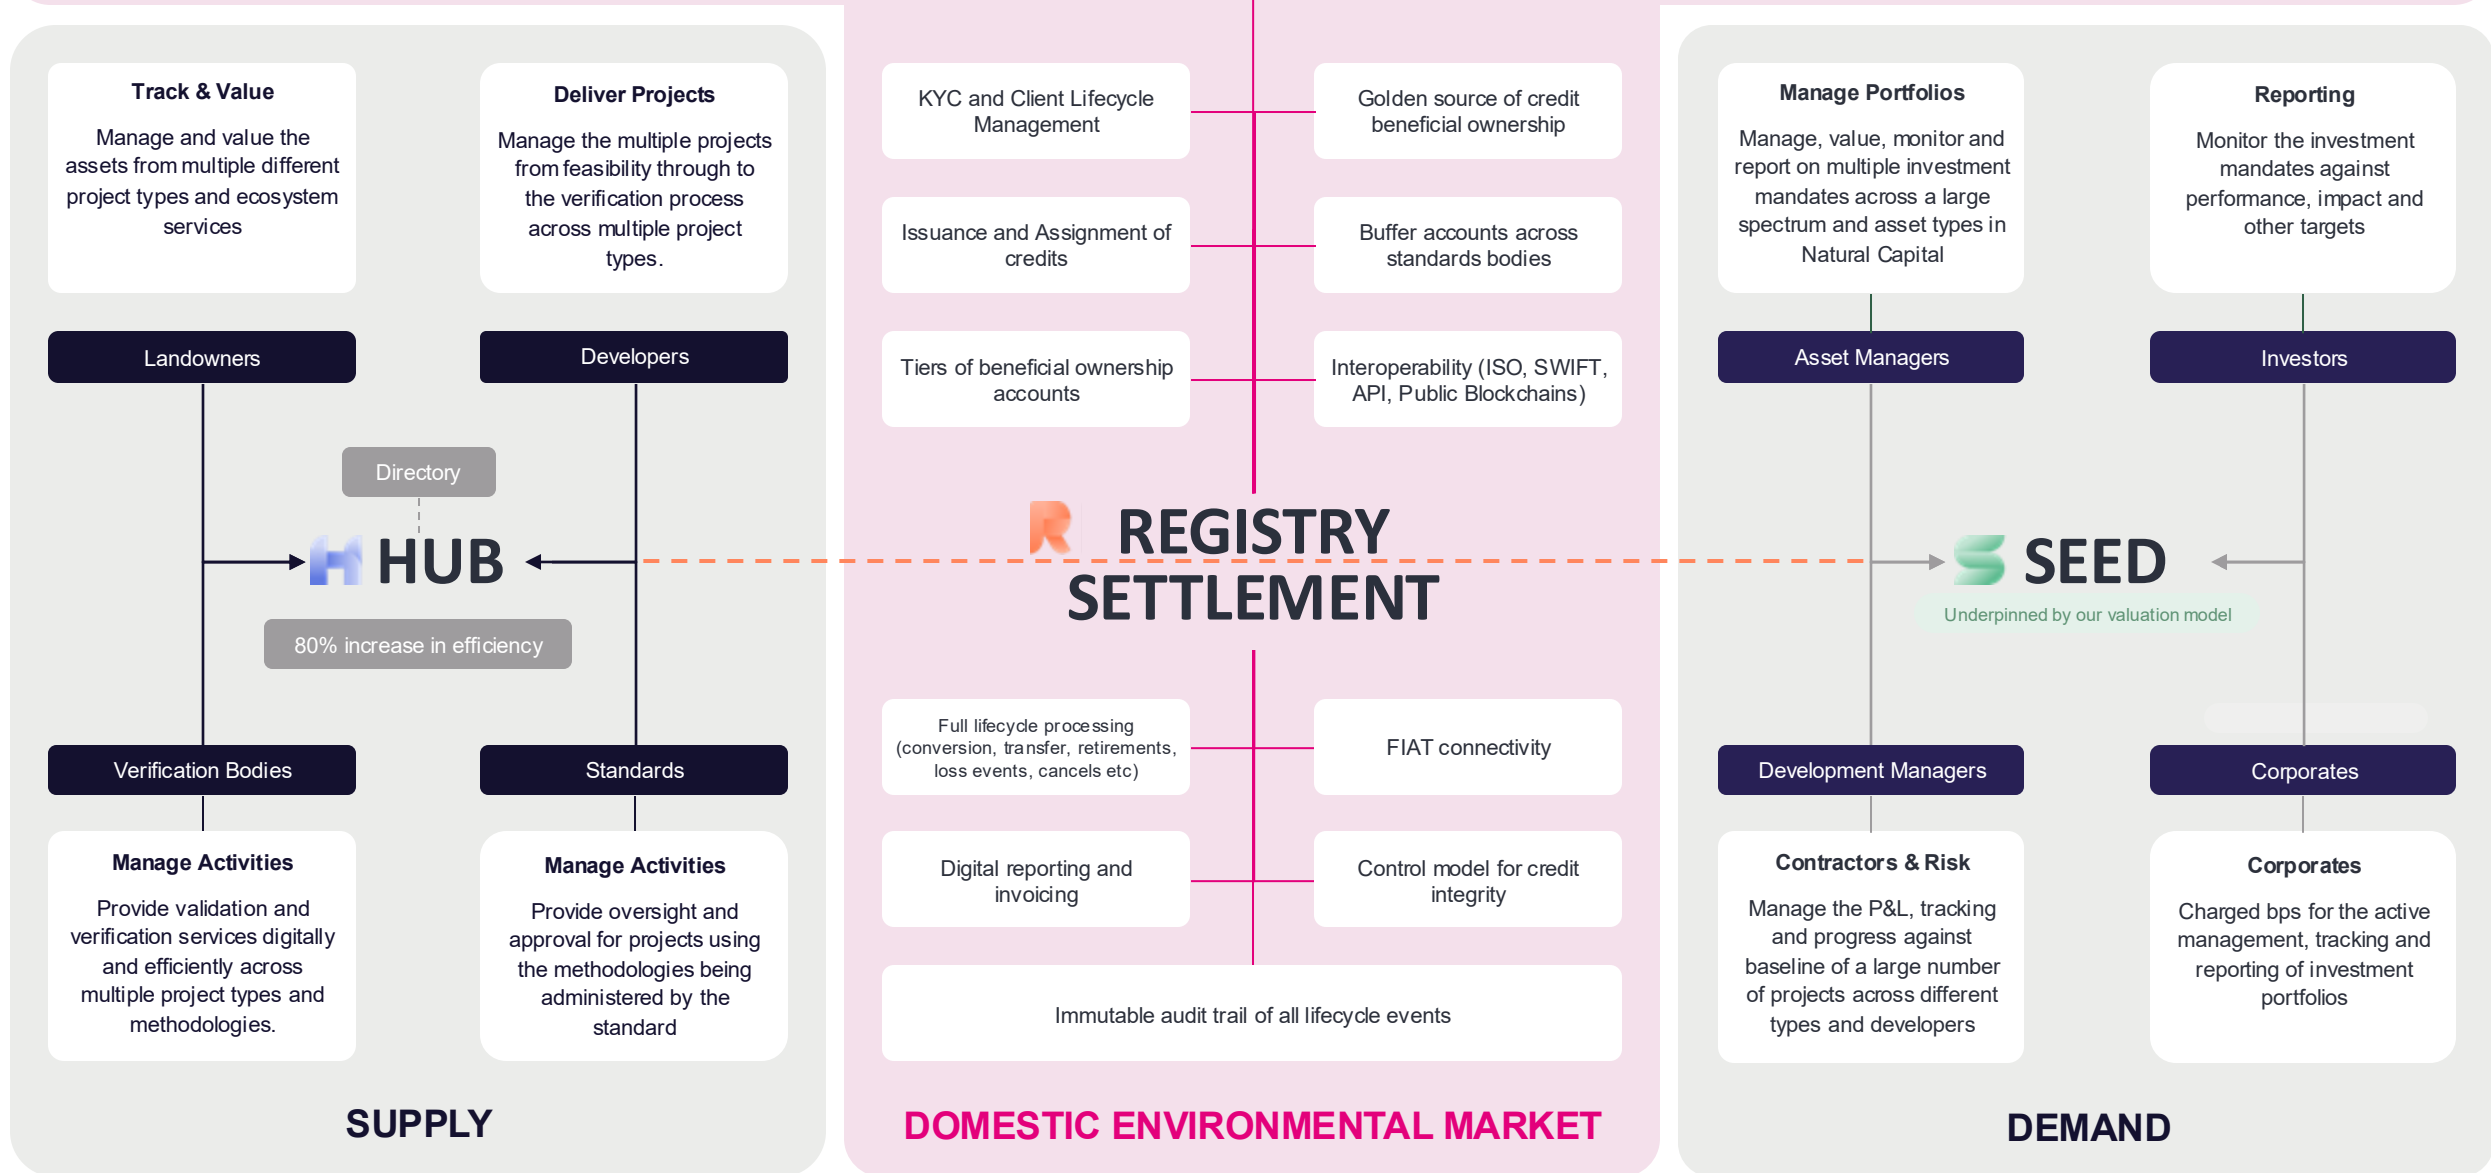 Track & Value
Manage and value the
assets from multiple different
project types and ecosystem
services
Deliver Projects
Manage the multiple projects
from feasibility through to
the verification process
across multiple project
types.
Landowners
Developers
Directory
HUB
80% increase in efficiency
Verification Bodies
Standards
Manage Activities
Provide validation and
verification services digitally
and efficiently across
multiple project types and
methodologies.
Manage Activities
Provide oversight and
approval for projects using
the methodologies being
administered by the
standard
SUPPLY
KYC and Client Lifecycle
Management
Golden source of credit
beneficial ownership
Issuance and Assignment of
credits
Buffer accounts across
standards bodies
Tiers of beneficial ownership
accounts
Interoperability (ISO, SWIFT,
API, Public Blockchains)
REGISTRY
SETTLEMENT
Full lifecycle processing
(conversion, transfer, retirements,
loss events, cancels etc)
FIAT connectivity
Digital reporting and
invoicing
Control model for credit
integrity
Immutable audit trail of all lifecycle events
DOMESTIC ENVIRONMENTAL MARKET
Manage Portfolios
Manage, value, monitor and
report on multiple investment
mandates across a large
spectrum and asset types in
Natural Capital
Reporting
Monitor the investment
mandates against
performance, impact and
other targets
Asset Managers
Investors
SEED
Underpinned by our valuation model
Development Managers
Corporates
Contractors & Risk
Manage the P&L, tracking
and progress against
baseline of a large number
of projects across different
types and developers
Corporates
Charged bps for the active
management, tracking and
reporting of investment
portfolios
DEMAND